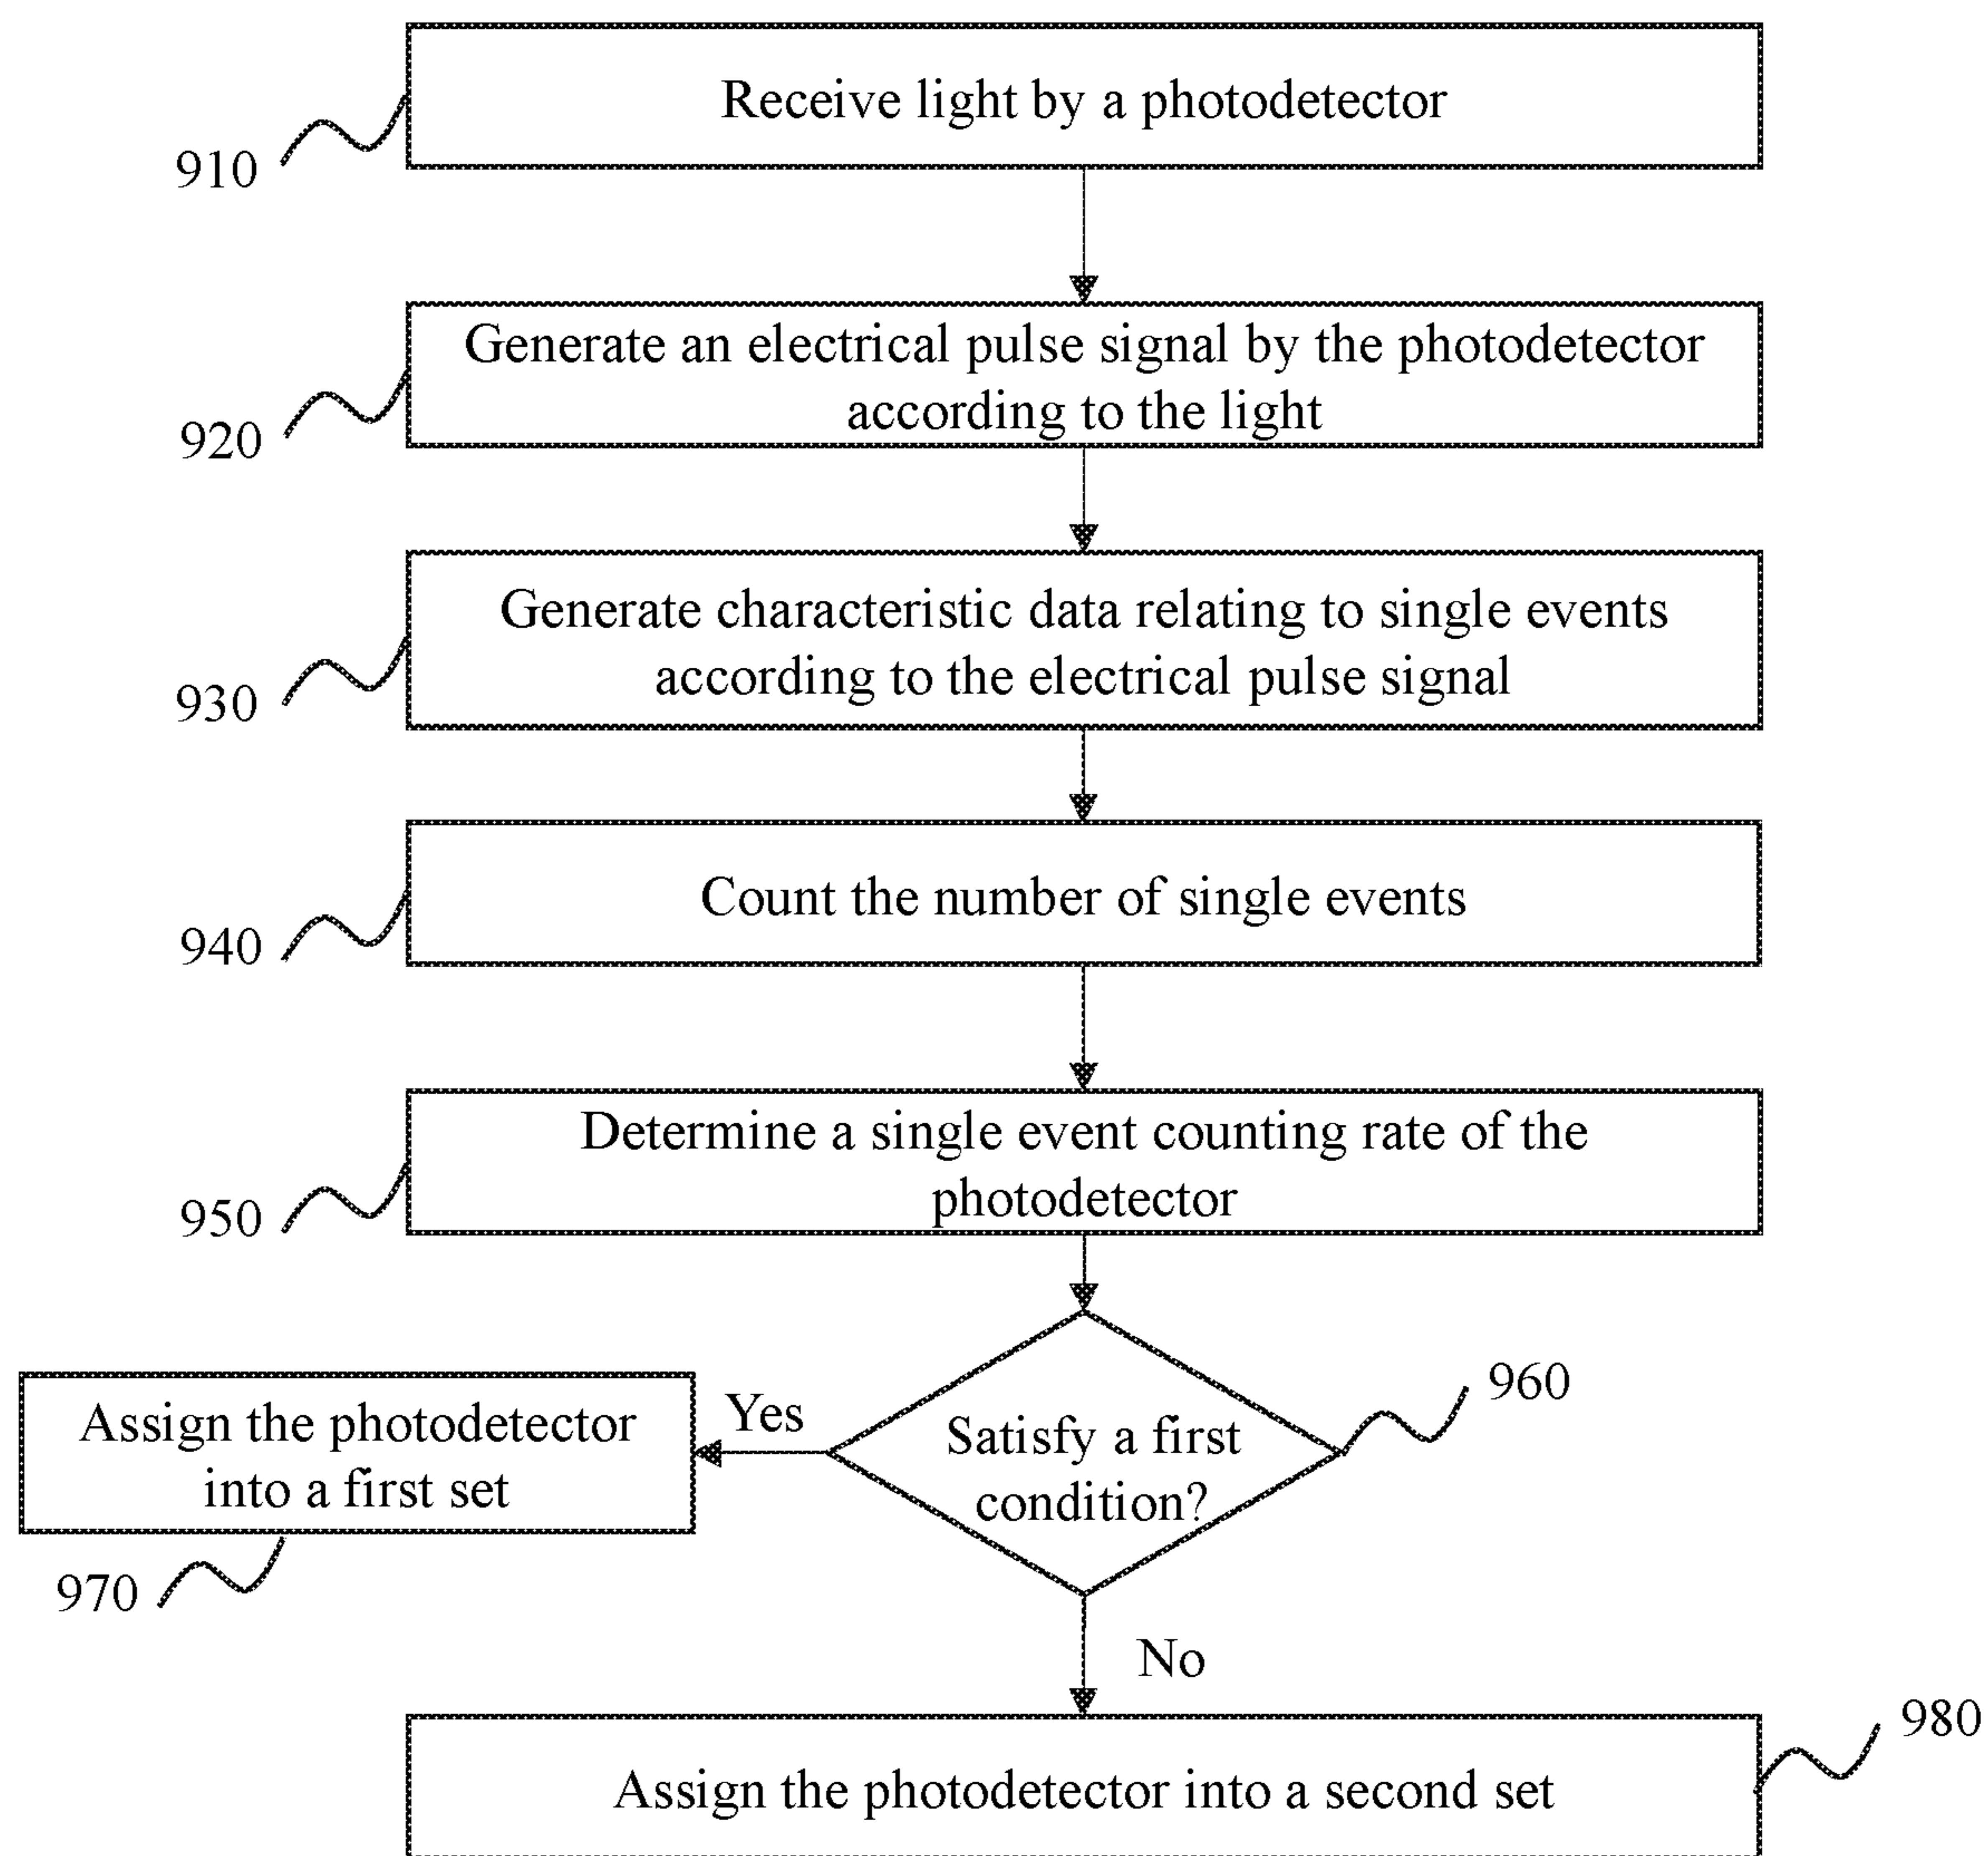 Receive light by a photodetector
910
Generate an electrical pulse signal by the photodetector
according to the light
920
Generate characteristic data relating to single events
according to the electrical pulse signal
930
Count the number of single events
940
Determine a single event counting rate of the
photodetector
950
Satisfy a first
condition?
960
Yes
Assign the photodetector
into a first set
970
No
Assign the photodetector into a second set
980